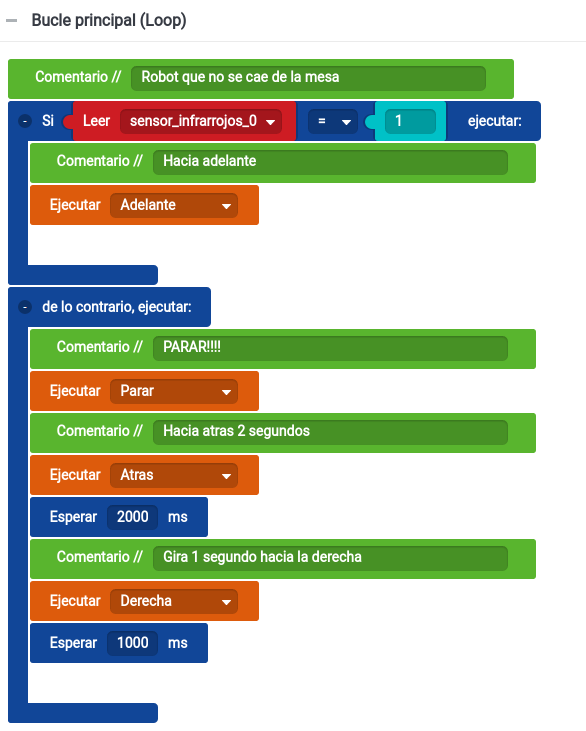 Bucle principal (Loop)
Comentario // Robot que no se cae de la mesa
- Si Leer sensor_infrarrojos_0 = 1 ejecutar:
Comentario // Hacia adelante
Ejecutar Adelante
- de lo contrario, ejecutar:
Comentario // PARAR!!!!
Ejecutar Parar
Comentario // Hacia atras 2 segundos
Ejecutar Atras
Esperar 2000 ms
Comentario // Gira 1 segundo hacia la derecha
Ejecutar Derecha
Esperar 1000 ms